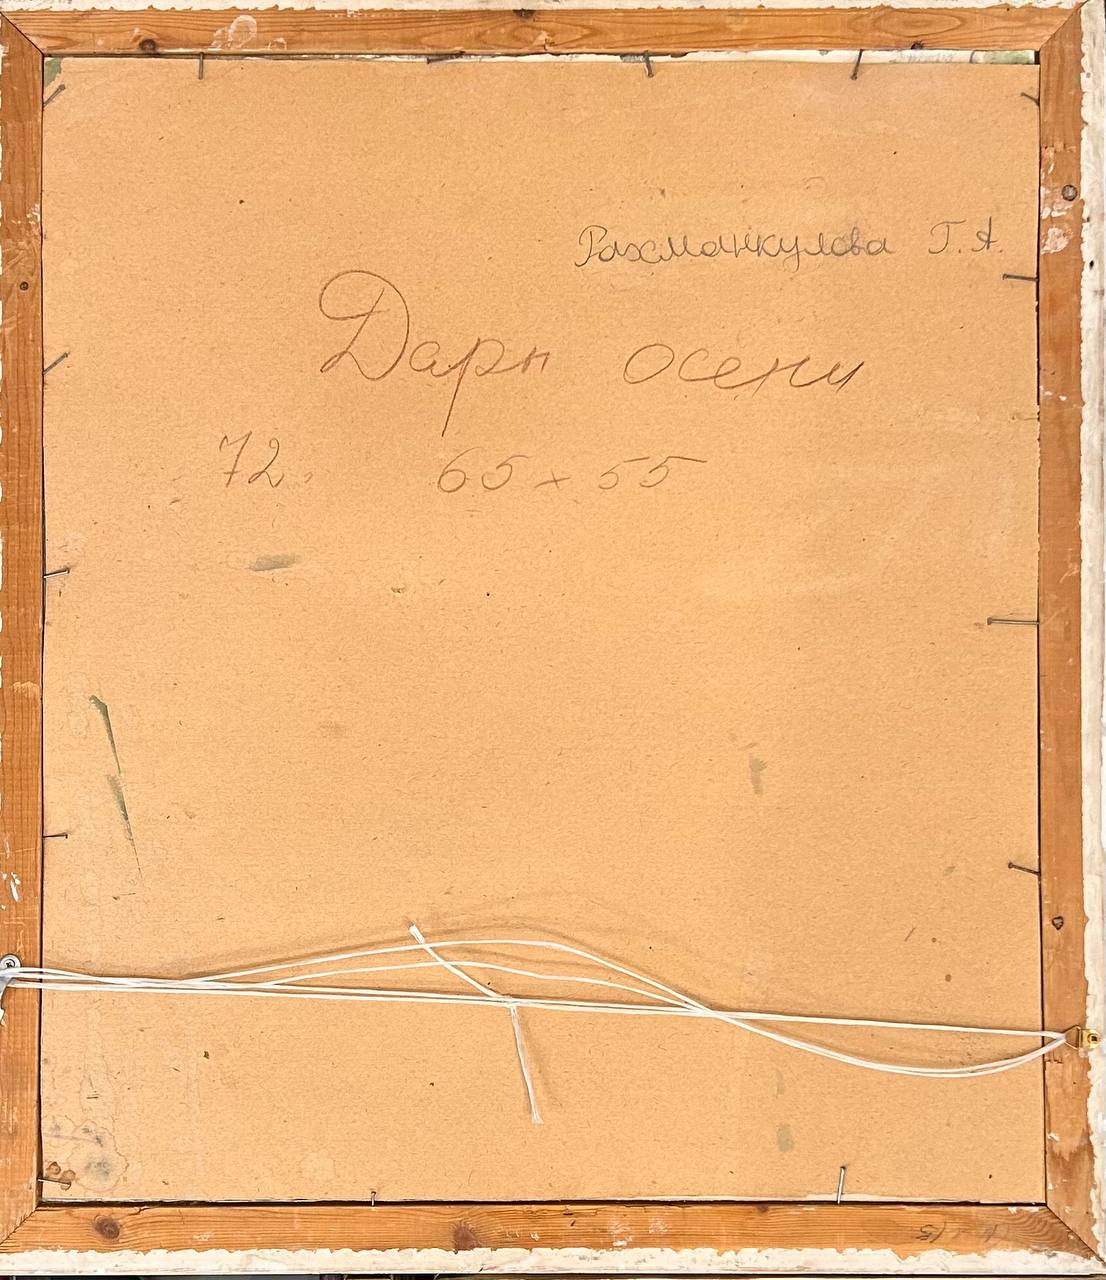 Рахманкулова Г.А.
Дары осени
72. 65 x 55